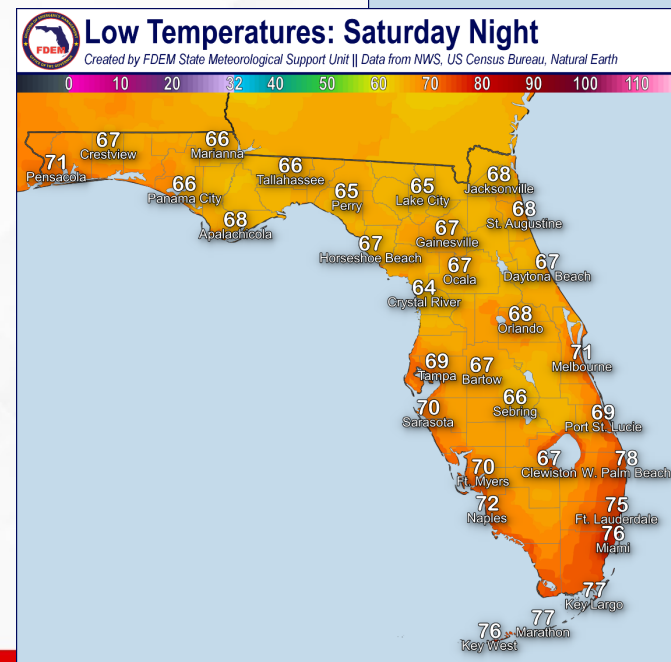 FDEM
Low Temperatures: Saturday Night
Created by FDEM State Meteorological Support Unit || Data from NWS, US Census Bureau, Natural Earth
0 10 20 32 40 50 60 70 80 90 100 110
67
Crestview
66
Marianna
71
Pensacola
66
Tallahassee
66
Panama City
65
Perry
65
Lake City
68
Jacksonville
68
Apalachicola
68
St. Augustine
67
Gainesville
67
Horseshoe Beach
67
Ocala
67
Daytona Beach
64
Crystal River
68
Orlando
69
Tampa
67
Bartow
71
Melbourne
66
Sebring
70
Sarasota
69
Port St. Lucie
70
Ft. Myers
67
Clewiston
78
W. Palm Beach
72
Naples
75
Ft. Lauderdale
76
Miami
77
Key Largo
77
Marathon
76
Key West